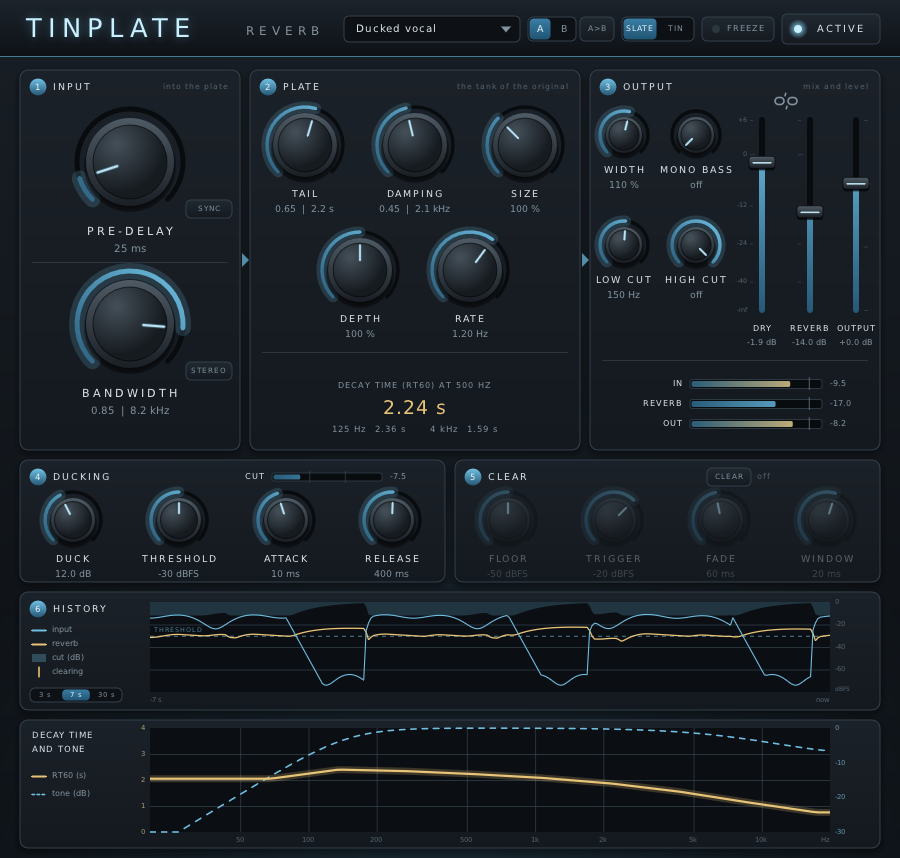 TINPLATE
REVERB
Ducked vocal
A B A>B
SLATE TIN
FREEZE
ACTIVE
1 INPUT into the plate
SYNC
PRE-DELAY
25 ms
STEREO
BANDWIDTH
0.85 | 8.2 kHz
2 PLATE the tank of the original
TAIL DAMPING SIZE
0.65 | 2.2 s 0.45 | 2.1 kHz 100 %
DEPTH RATE
100 % 1.20 Hz
DECAY TIME (RT60) AT 500 HZ
2.24 s
125 Hz 2.36 s 4 kHz 1.59 s
3 OUTPUT mix and level
WIDTH MONO BASS
110 % off
LOW CUT HIGH CUT
150 Hz off
+6
0
-12
-24
-40
-inf
DRY REVERB OUTPUT
-1.9 dB -14.0 dB +0.0 dB
IN -9.5
REVERB -17.0
OUT -8.2
4 DUCKING CUT -7.5
DUCK THRESHOLD ATTACK RELEASE
12.0 dB -30 dBFS 10 ms 400 ms
5 CLEAR CLEAR off
FLOOR TRIGGER FADE WINDOW
-50 dBFS -20 dBFS 60 ms 20 ms
6 HISTORY
input
reverb
cut (dB)
clearing
3 s 7 s 30 s
THRESHOLD
0
-20
-40
-60
dBFS
-7 s now
DECAY TIME
AND TONE
RT60 (s)
tone (dB)
4
3
2
1
0
0
-10
-20
-30
50 100 200 500 1k 2k 5k 10k Hz